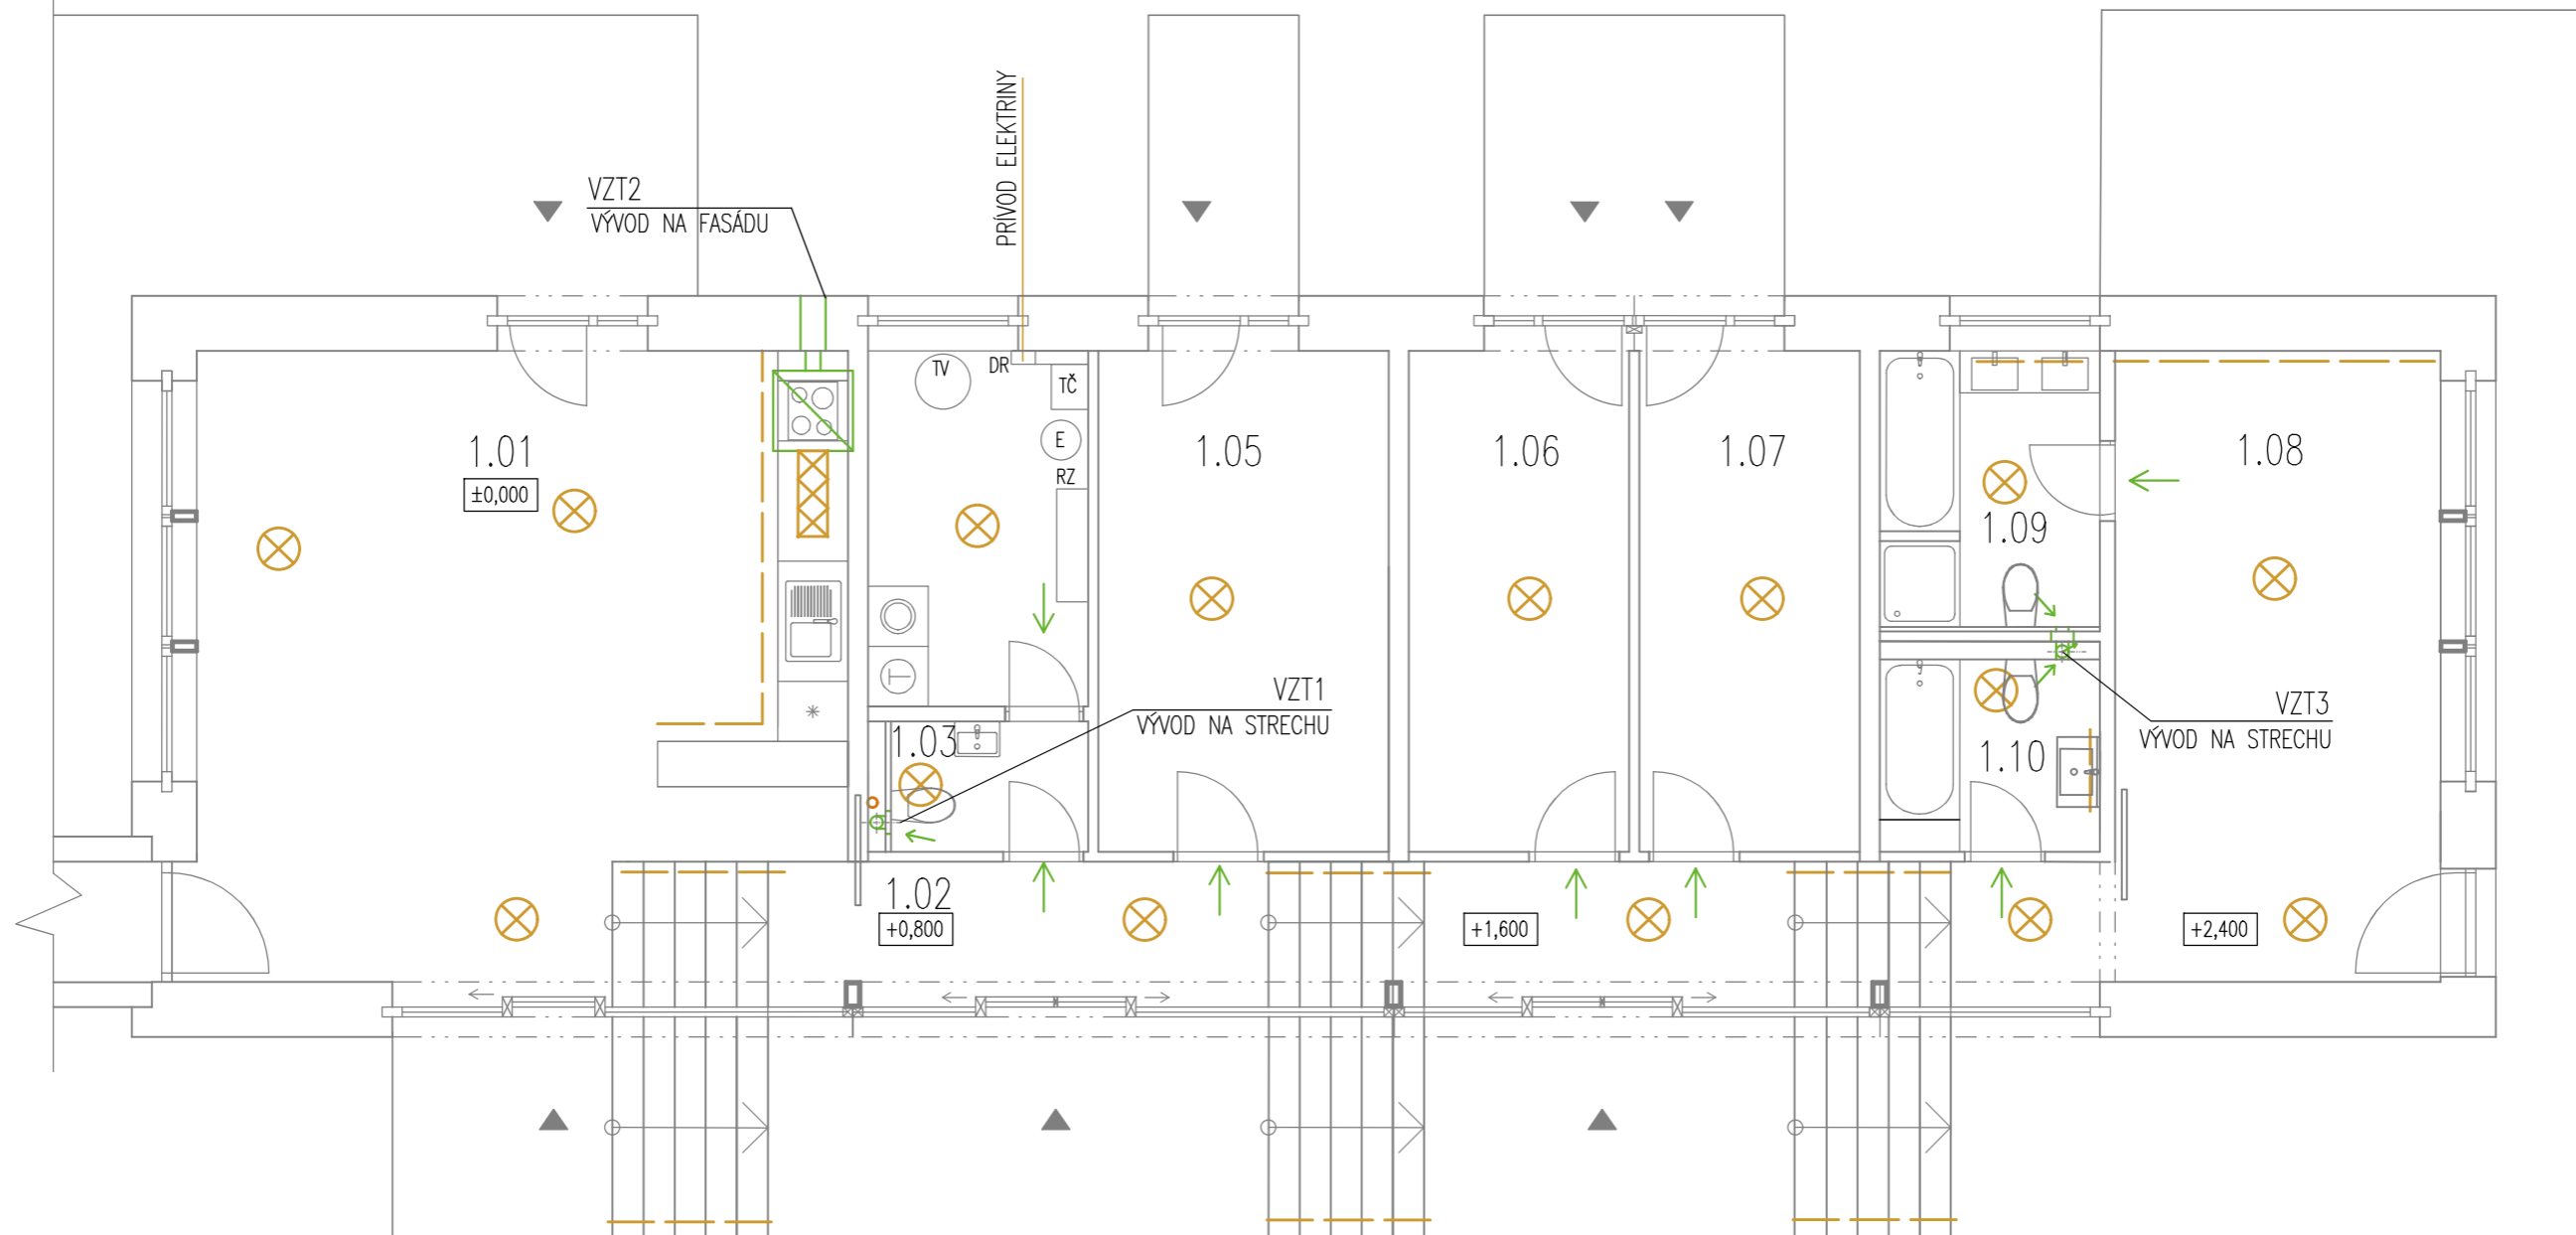 PRÍVOD ELEKTRINY
VZT2
VÝVOD NA FASÁDU
TV
DR
TČ
E
RZ
1.01
±0,000
1.05
1.06
1.07
1.08
1.09
VZT1
VÝVOD NA STRECHU
VZT3
VÝVOD NA STRECHU
1.03
1.10
1.02
+0,800
+1,600
+2,400